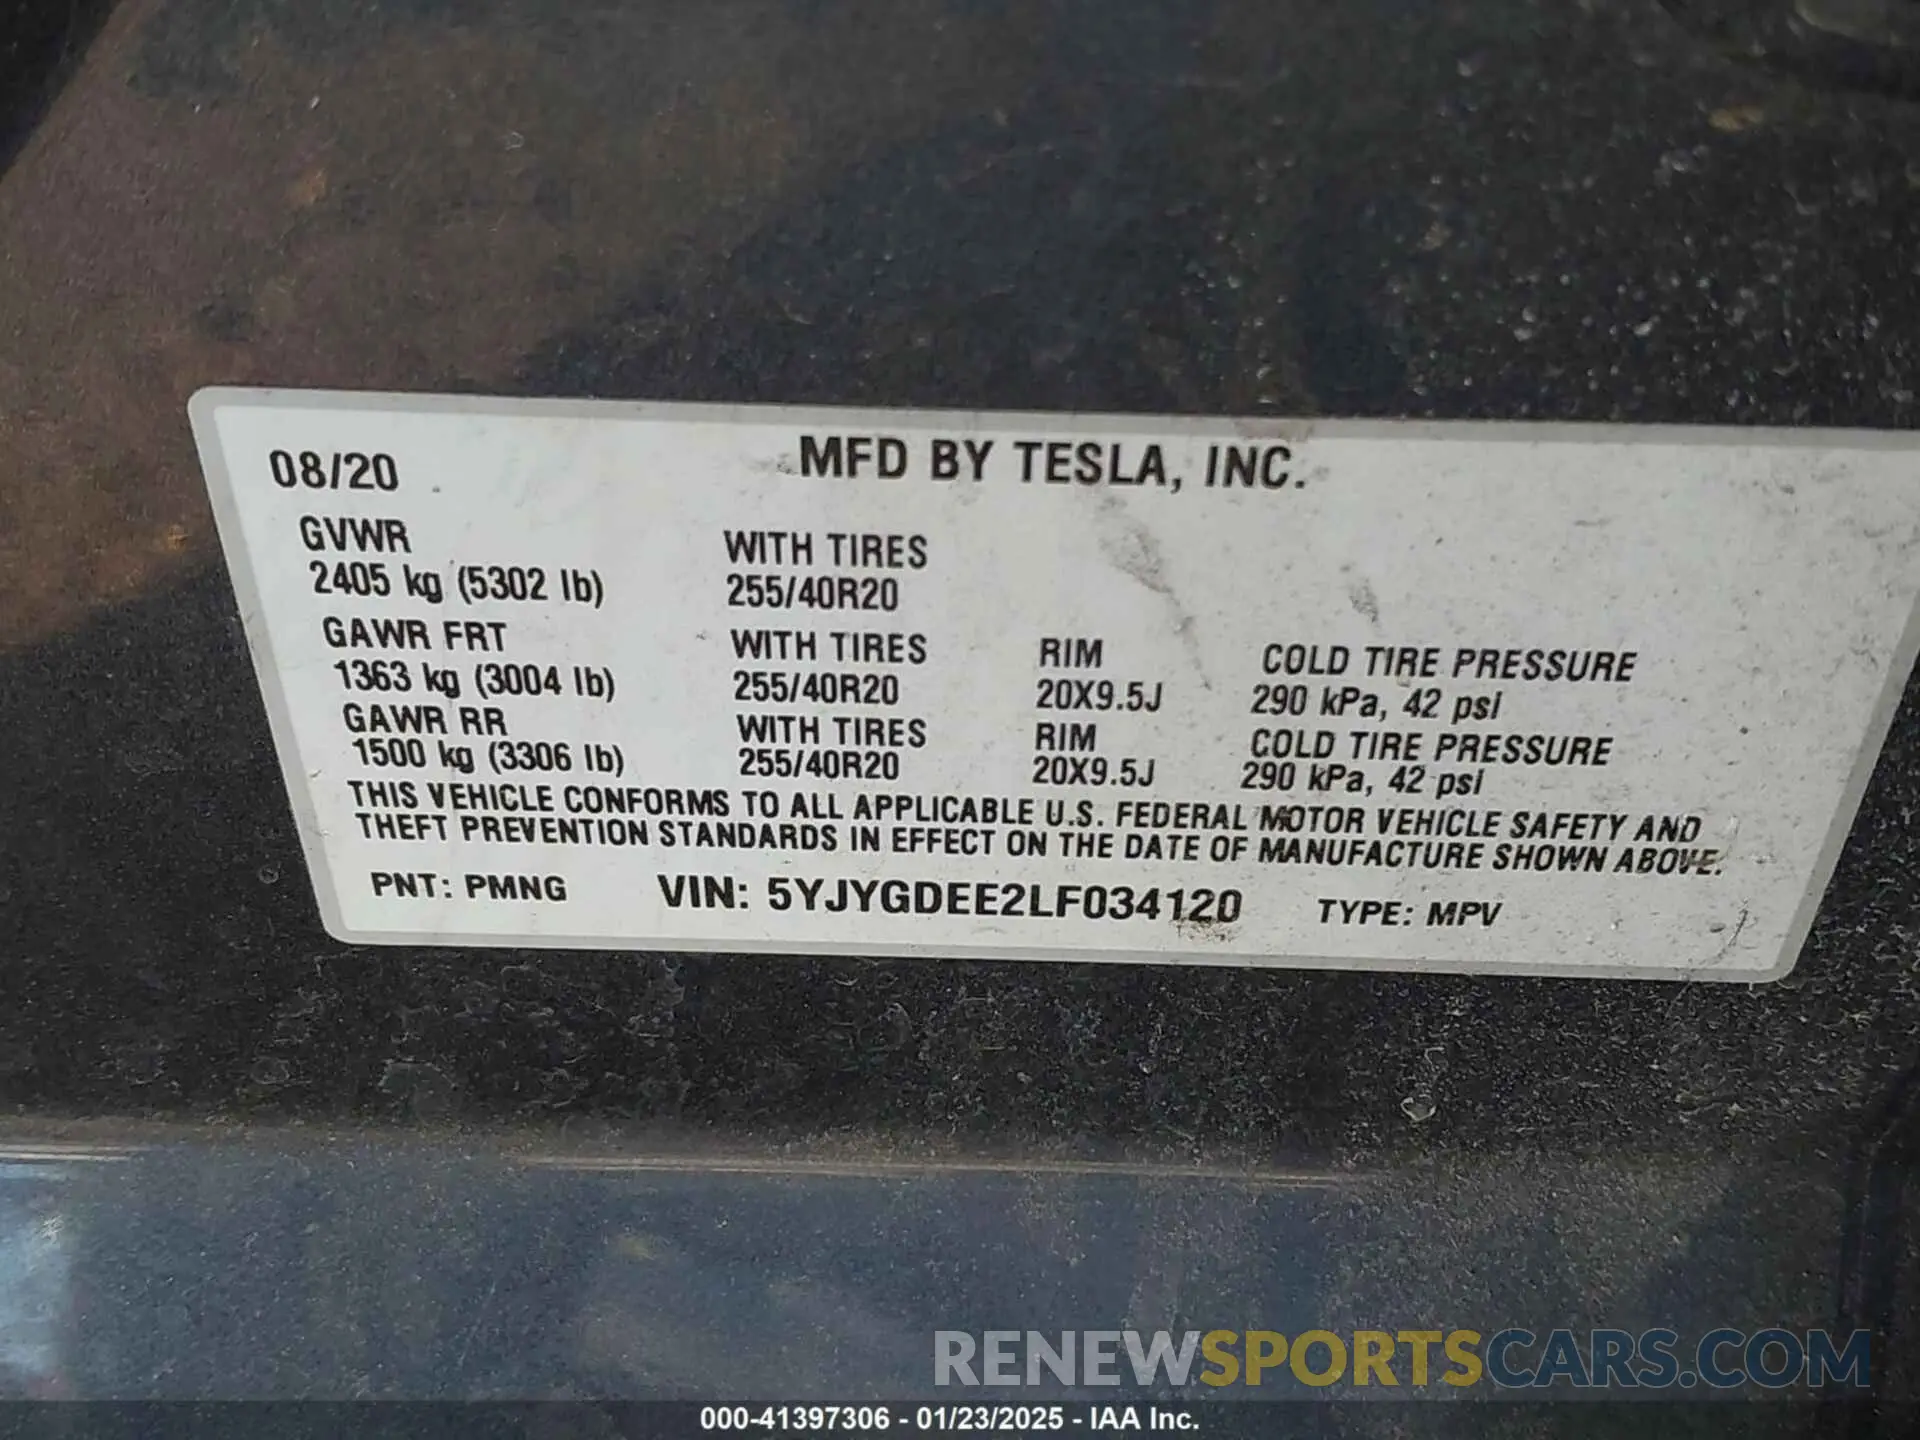 08/20 MFD BY TESLA, INC.
GVWR WITH TIRES
2405 kg (5302 lb) 255/40R20
GAWR FRT WITH TIRES RIM COLD TIRE PRESSURE
1363 kg (3004 lb) 255/40R20 20X9.5J 290 kPa, 42 psi
GAWR RR WITH TIRES RIM COLD TIRE PRESSURE
1500 kg (3306 lb) 255/40R20 20X9.5J 290 kPa, 42 psi
THIS VEHICLE CONFORMS TO ALL APPLICABLE U.S. FEDERAL MOTOR VEHICLE SAFETY AND
THEFT PREVENTION STANDARDS IN EFFECT ON THE DATE OF MANUFACTURE SHOWN ABOVE.
PNT: PMNG VIN: 5YJYGDEE2LF034120 TYPE: MPV
RENEWSPORTSCARS.COM
000-41397306 - 01/23/2025 - IAA Inc.